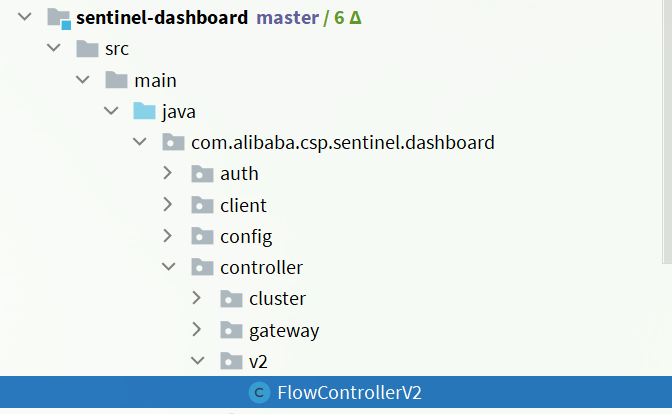 sentinel-dashboard master / 6 Δ
src
main
java
com.alibaba.csp.sentinel.dashboard
auth
client
config
controller
cluster
gateway
v2
C FlowControllerV2